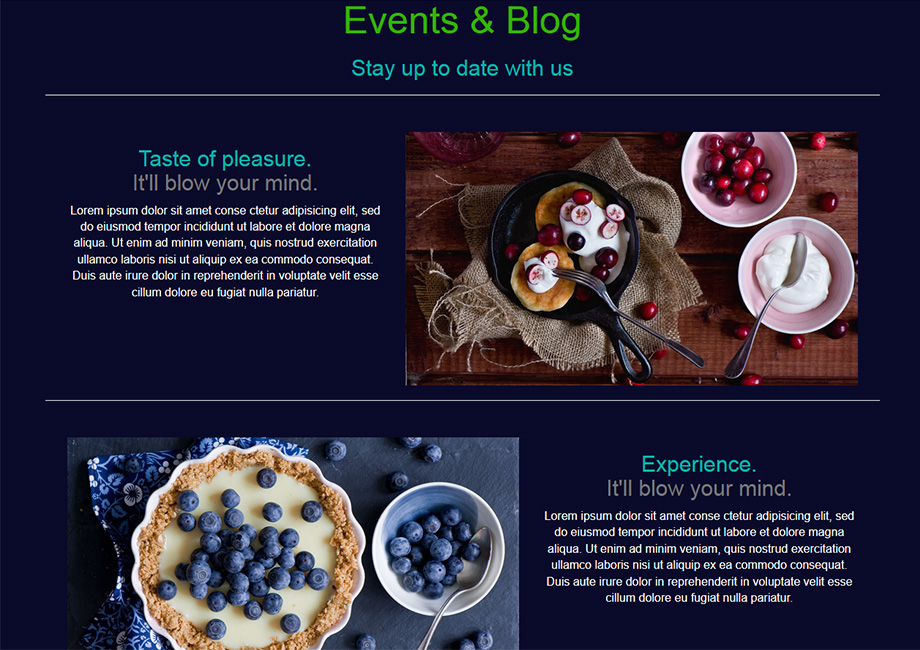 Events & Blog
Stay up to date with us
Taste of pleasure.
It'll blow your mind.
Lorem ipsum dolor sit amet conse ctetur adipisicing elit, sed
do eiusmod tempor incididunt ut labore et dolore magna
aliqua. Ut enim ad minim veniam, quis nostrud exercitation
ullamco laboris nisi ut aliquip ex ea commodo consequat.
Duis aute irure dolor in reprehenderit in voluptate velit esse
cillum dolore eu fugiat nulla pariatur.
Experience.
It'll blow your mind.
Lorem ipsum dolor sit amet conse ctetur adipisicing elit, sed
do eiusmod tempor incididunt ut labore et dolore magna
aliqua. Ut enim ad minim veniam, quis nostrud exercitation
ullamco laboris nisi ut aliquip ex ea commodo consequat.
Duis aute irure dolor in reprehenderit in voluptate velit esse
cillum dolore eu fugiat nulla pariatur.